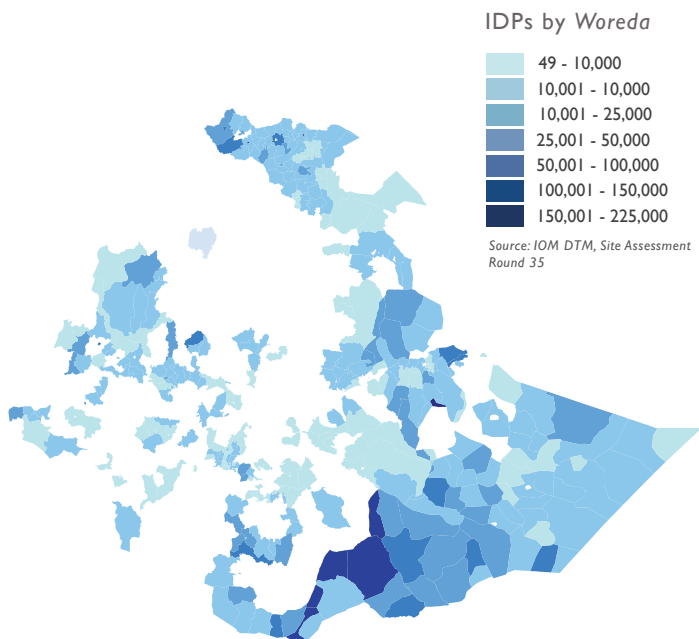 IDPs by Woreda
49 - 10,000
10,001 - 10,000
10,001 - 25,000
25,001 - 50,000
50,001 - 100,000
100,001 - 150,000
150,001 - 225,000
Source: IOM DTM, Site Assessment
Round 35